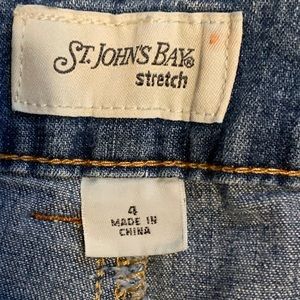 ST. JOHN'S BAY®
stretch
4
MADE IN
CHINA